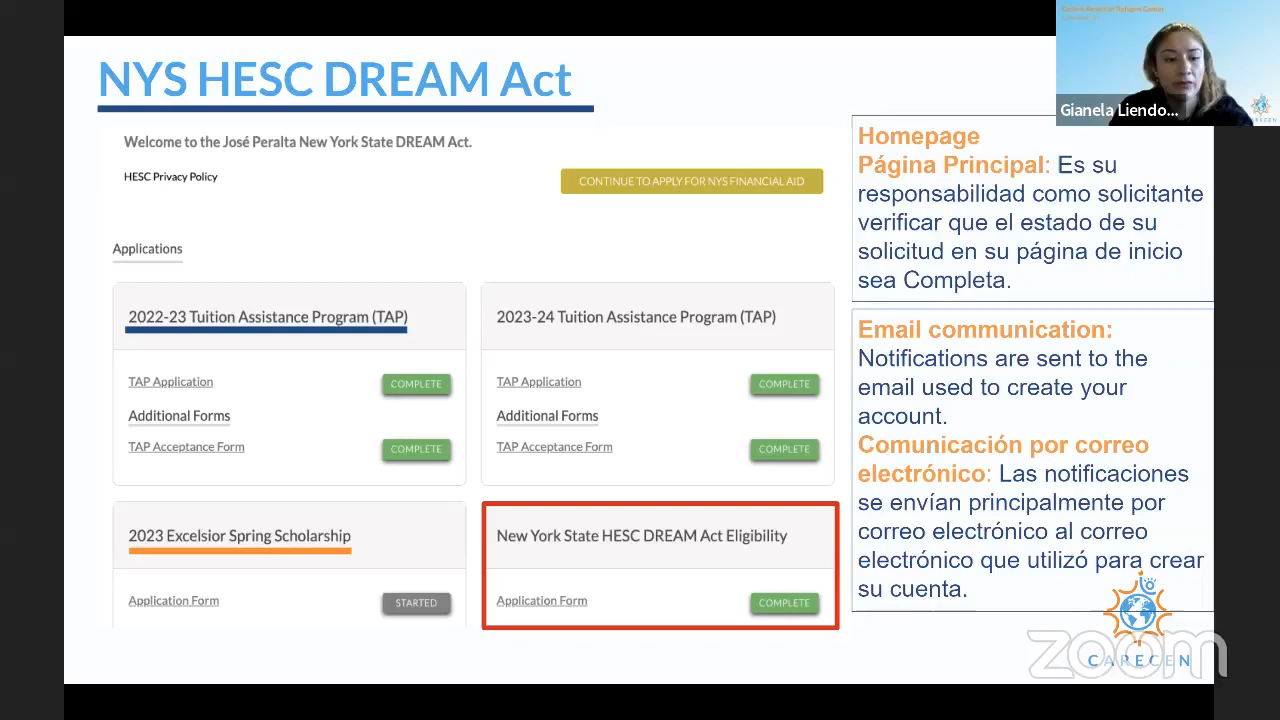 NYS HESC DREAM Act
Welcome to the José Peralta New York State DREAM Act.
HESC Privacy Policy
CONTINUE TO APPLY FOR NYS FINANCIAL AID
Applications
2022-23 Tuition Assistance Program (TAP)
TAP Application
COMPLETE
Additional Forms
TAP Acceptance Form
COMPLETE
2023-24 Tuition Assistance Program (TAP)
TAP Application
COMPLETE
Additional Forms
TAP Acceptance Form
COMPLETE
2023 Excelsior Spring Scholarship
Application Form
STARTED
New York State HESC DREAM Act Eligibility
Application Form
COMPLETE
Gianela Liendo...
Homepage
Página Principal: Es su
responsabilidad como solicitante
verificar que el estado de su
solicitud en su página de inicio
sea Completa.
Email communication:
Notifications are sent to the
email used to create your
account.
Comunicación por correo
electrónico: Las notificaciones
se envían principalmente por
correo electrónico al correo
electrónico que utilizó para crear
su cuenta.
zoom
CARECEN